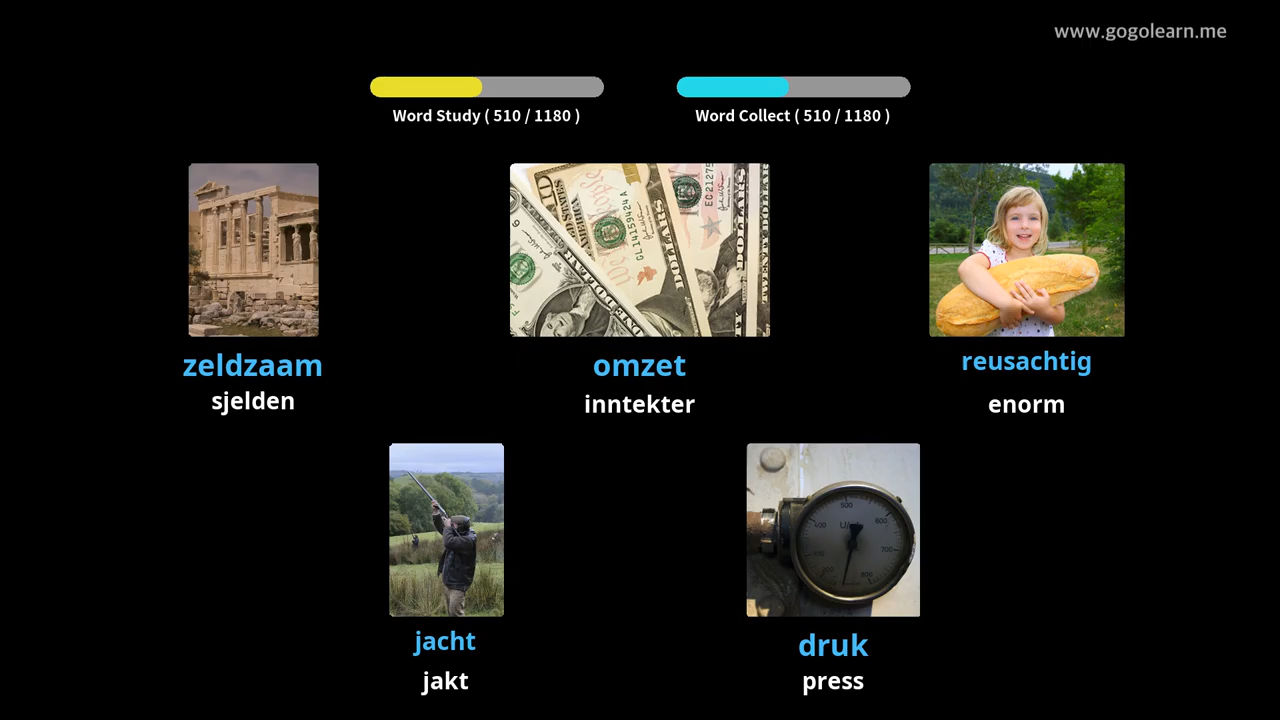 www.gogolearn.me
Word Study ( 510 / 1180 )
Word Collect ( 510 / 1180 )
zeldzaam
sjelden
omzet
inntekter
reusachtig
enorm
jacht
jakt
druk
press